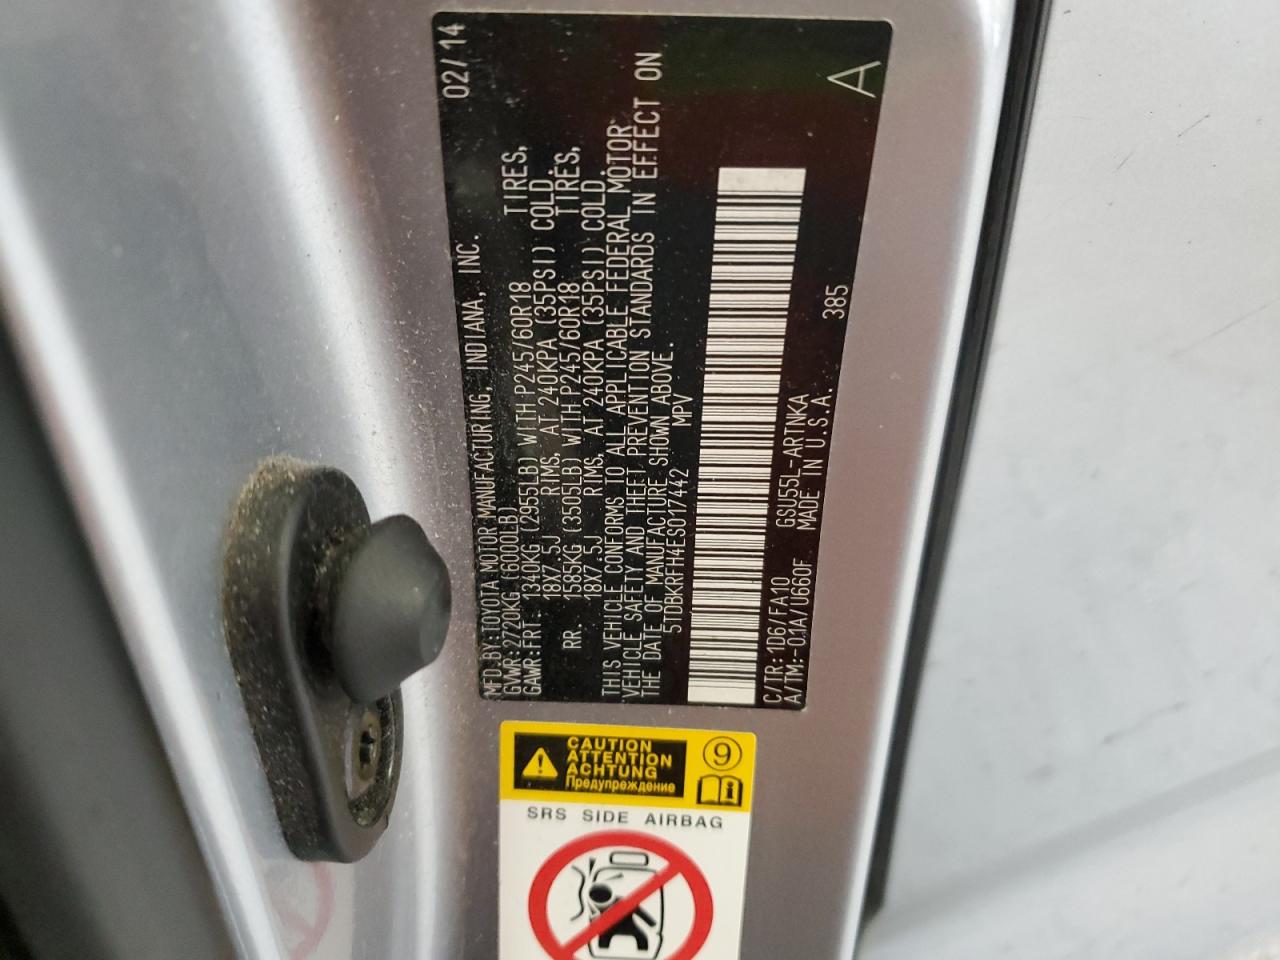 MFD.BY:TOYOTA MOTOR MANUFACTURING, INDIANA, INC. 02/14
GVWR:2720KG (6000LB)
GAWR:FRT. 1340KG (2955LB) WITH P245/60R18 TIRES,
18X7.5J RIMS, AT 240KPA (35PSI) COLD.
RR. 1585KG (3505LB) WITH P245/60R18 TIRES,
18X7.5J RIMS, AT 240KPA (35PSI) COLD.
THIS VEHICLE CONFORMS TO ALL APPLICABLE FEDERAL MOTOR
VEHICLE SAFETY AND THEFT PREVENTION STANDARDS IN EFFECT ON
THE DATE OF MANUFACTURE SHOWN ABOVE.
5TDBKRFH4ES017442 MPV
C/TR:1D6/FA10 GSU55L-ARTNKA 385
A/TM:-01A/U660F MADE IN U.S.A. A
CAUTION
ATTENTION
ACHTUNG
Предупреждение
9
SRS SIDE AIRBAG